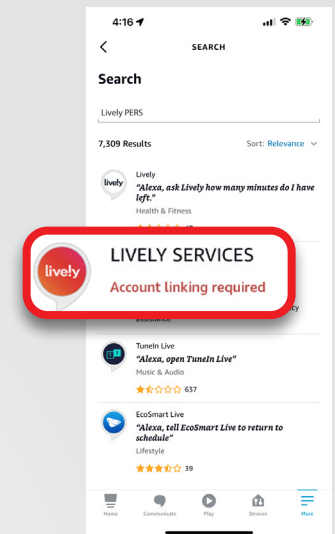 4:16
SEARCH
Search
Lively PERS
7,309 Results
Sort: Relevance
lively
Lively
"Alexa, ask Lively how many minutes do I have
left."
Health & Fitness
lively
LIVELY SERVICES
Account linking required
assistance
TuneIn Live
"Alexa, open TuneIn Live"
Music & Audio
637
EcoSmart Live
"Alexa, tell EcoSmart Live to return to
schedule"
Lifestyle
39
Home
Communicate
Play
Devices
More